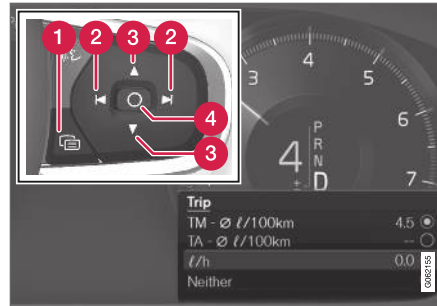 1
2
3
2
4
3
3
4
5
6
7
4
P
R
N
D
±
Trip
TM - Ø ℓ/100km 4.5
TA - Ø ℓ/100km --
ℓ/h 0.0
Neither
G062155